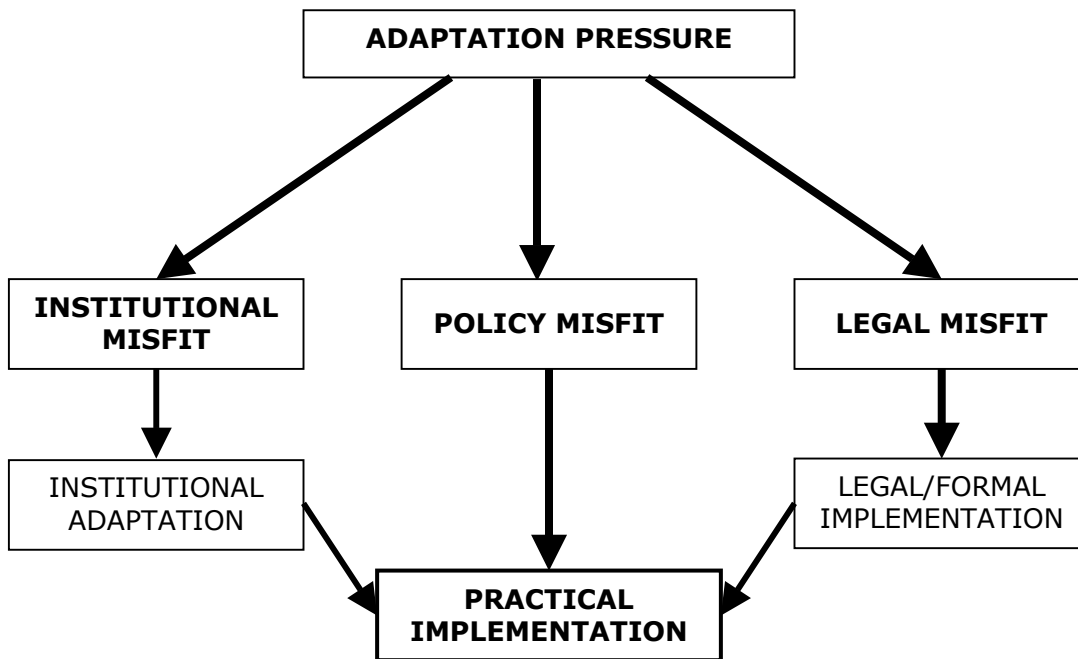 ADAPTATION PRESSURE
INSTITUTIONAL
MISFIT
POLICY MISFIT
LEGAL MISFIT
INSTITUTIONAL
ADAPTATION
LEGAL/FORMAL
IMPLEMENTATION
PRACTICAL
IMPLEMENTATION